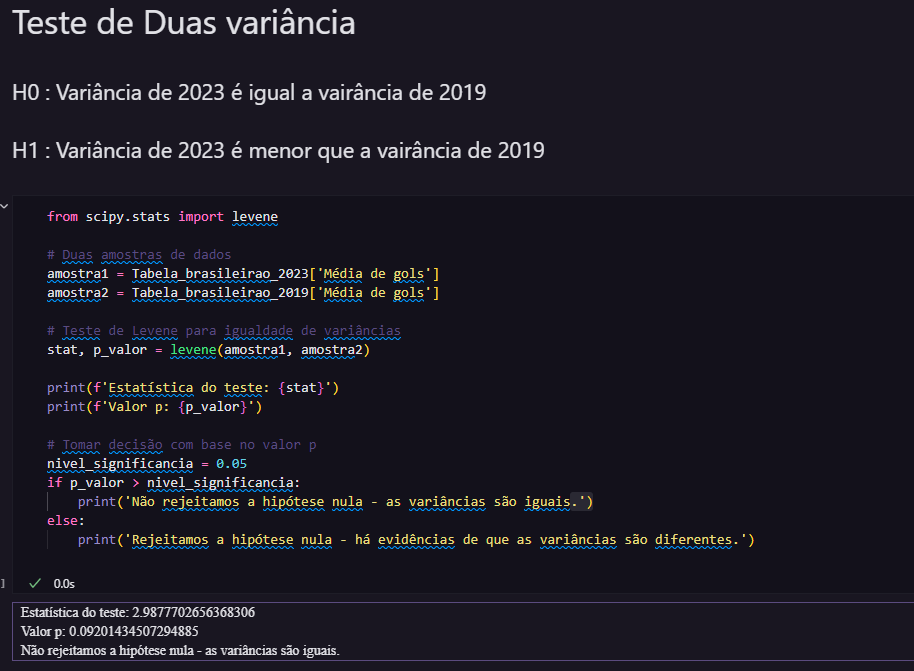 Teste de Duas variância
H0 : Variância de 2023 é igual a vairância de 2019
H1 : Variância de 2023 é menor que a vairância de 2019
from scipy.stats import levene
# Duas amostras de dados
amostra1 = Tabela_brasileirao_2023['Média de gols']
amostra2 = Tabela_brasileirao_2019['Média de gols']
# Teste de Levene para igualdade de variâncias
stat, p_valor = levene(amostra1, amostra2)
print(f'Estatística do teste: {stat}')
print(f'Valor p: {p_valor}')
# Tomar decisão com base no valor p
nivel_significancia = 0.05
if p_valor > nivel_significancia:
    print('Não rejeitamos a hipótese nula - as variâncias são iguais.')
else:
    print('Rejeitamos a hipótese nula - há evidências de que as variâncias são diferentes.')
] 0.0s
Estatística do teste: 2.9877702656368306
Valor p: 0.09201434507294885
Não rejeitamos a hipótese nula - as variâncias são iguais.